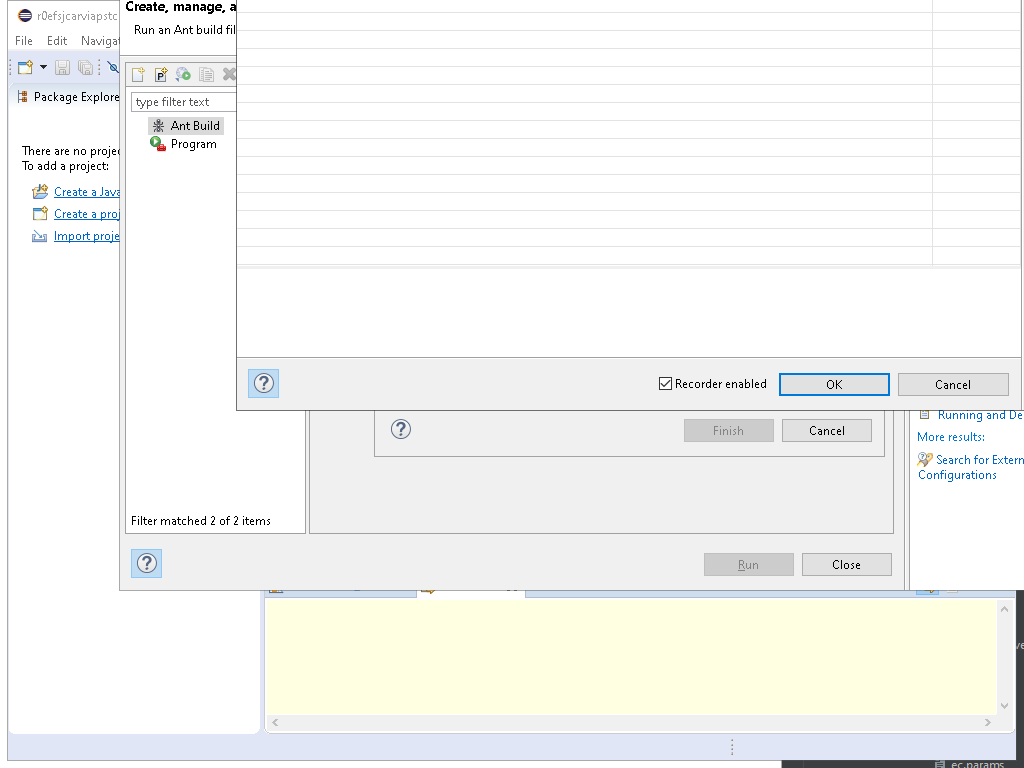 r0efsjcarviapstc
Create, manage, a
Run an Ant build fil
File Edit Navigat
type filter text
Package Explore
Ant Build
Program
There are no projec
To add a project:
Create a Java
Create a proj
Import proje
Recorder enabled
OK
Cancel
Finish
Cancel
Running and De
More results:
Search for Extern
Configurations
Filter matched 2 of 2 items
Run
Close
ve
ec.params